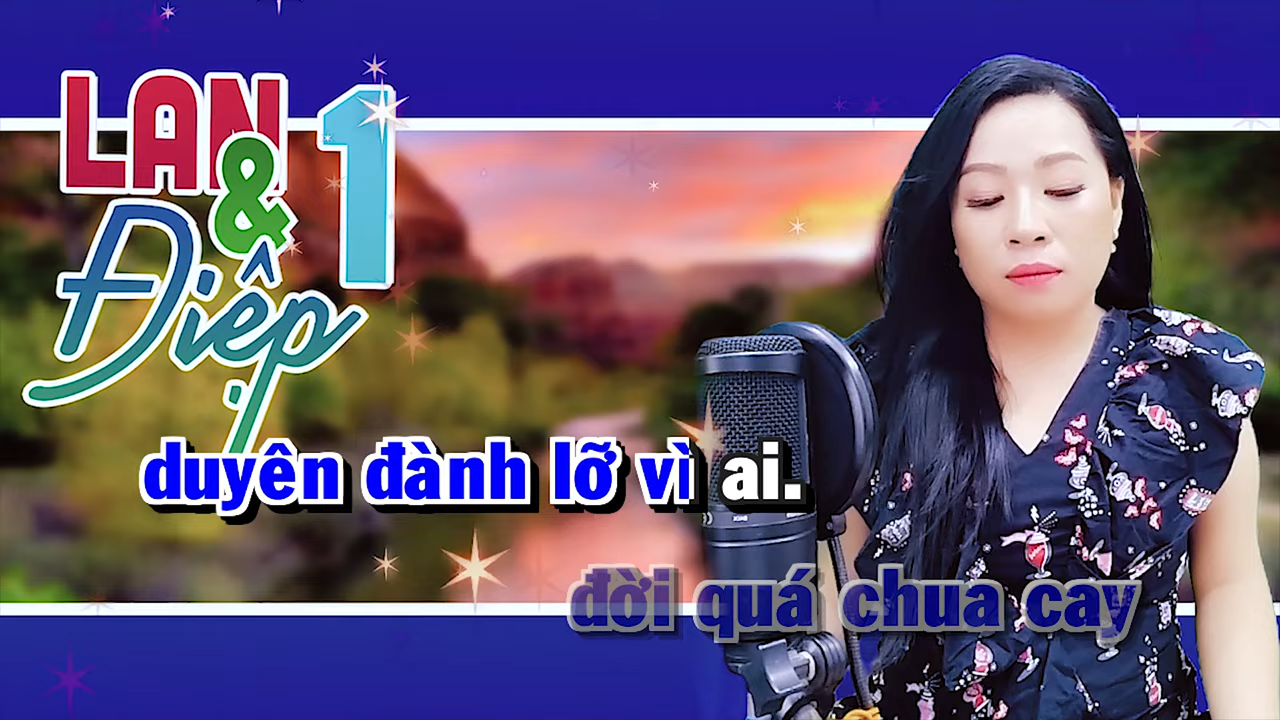 LAN
& 1
Điệp
duyên đành lỡ vì ai.
đời quá chua cay